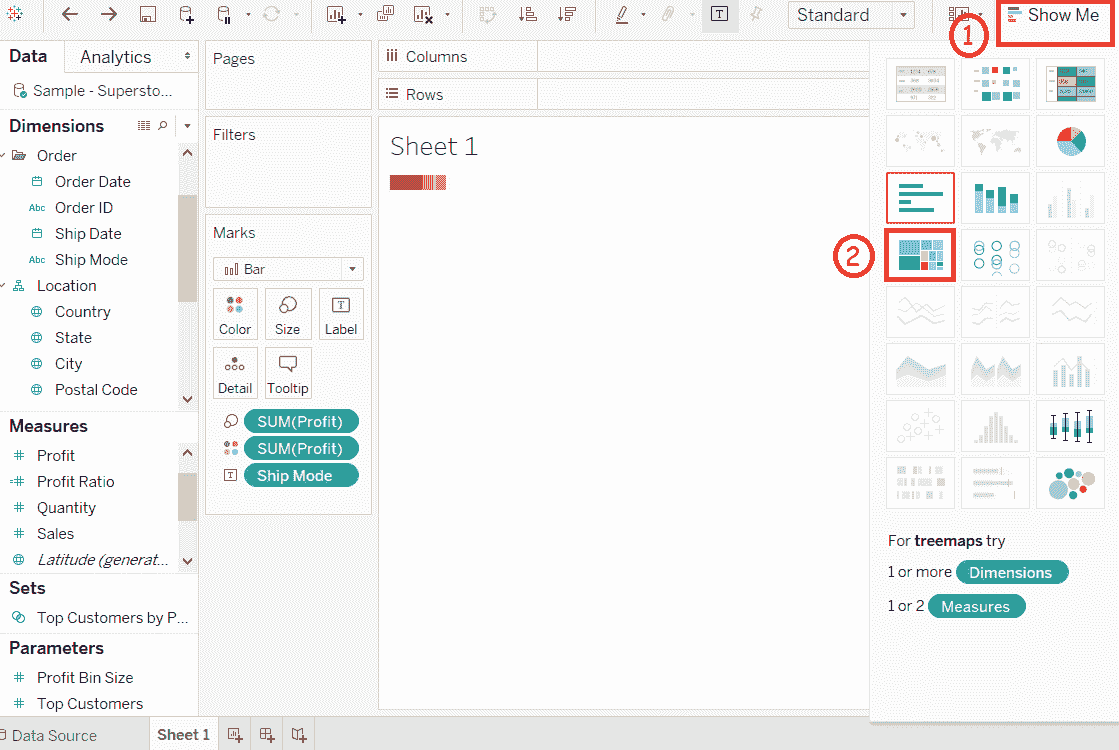 Standard
Show Me
1
Data
Analytics
Sample - Supersto...
Dimensions
Order
Order Date
Abc Order ID
Ship Date
Abc Ship Mode
Location
Country
State
City
Postal Code
Measures
# Profit
=# Profit Ratio
# Quantity
# Sales
Latitude (generat...
Sets
Top Customers by P...
Parameters
# Profit Bin Size
# Top Customers
Pages
Filters
Marks
Bar
Color
Size
Label
Detail
Tooltip
SUM(Profit)
SUM(Profit)
Ship Mode
Columns
Rows
Sheet 1
2
For treemaps try
1 or more Dimensions
1 or 2 Measures
Data Source
Sheet 1